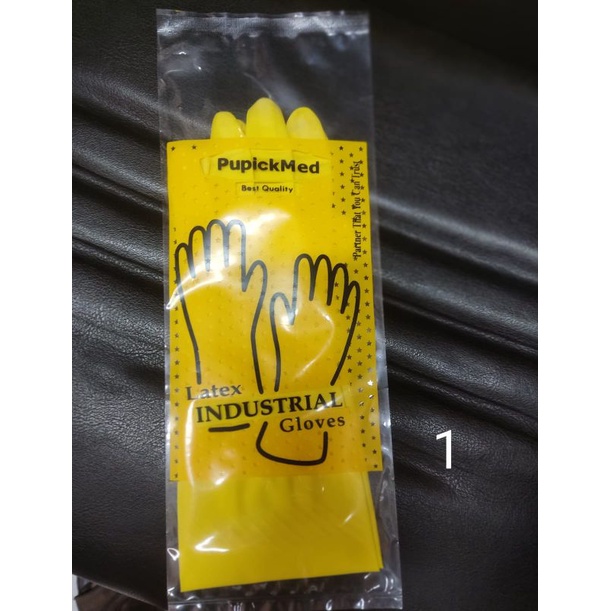 PupickMed
Best Quality
"Partner That You Can Trust"
Latex
INDUSTRIAL
Gloves
1